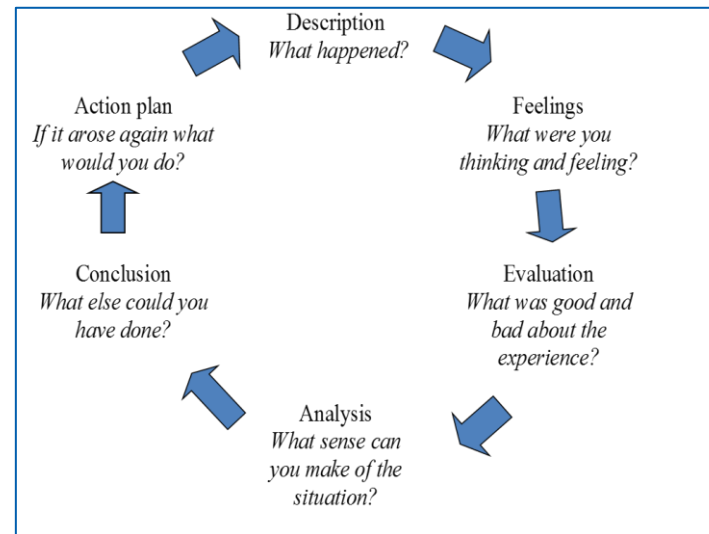 Description
What happened?
Feelings
What were you
thinking and feeling?
Evaluation
What was good and
bad about the
experience?
Analysis
What sense can
you make of the
situation?
Conclusion
What else could you
have done?
Action plan
If it arose again what
would you do?